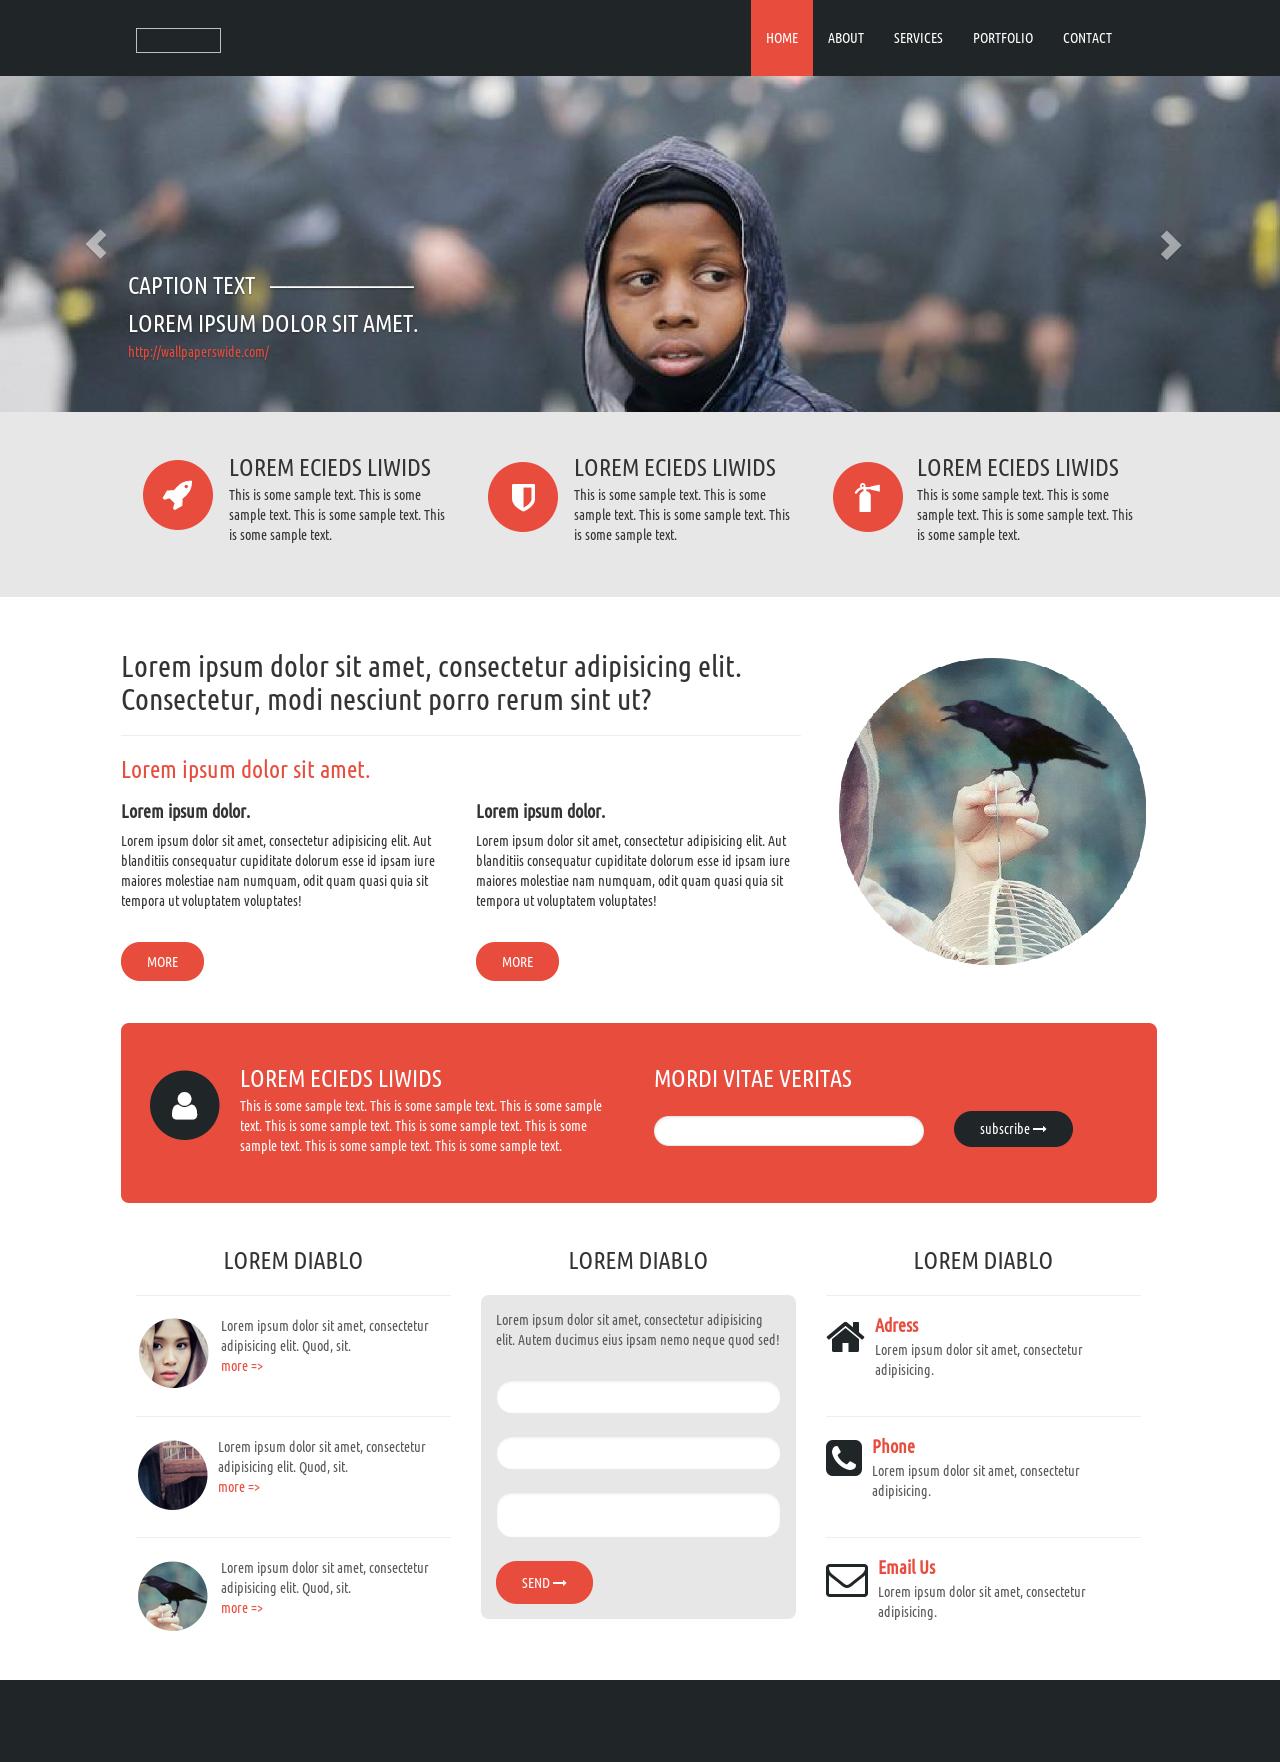 HOME ABOUT SERVICES PORTFOLIO CONTACT
CAPTION TEXT
LOREM IPSUM DOLOR SIT AMET.
http://wallpaperswide.com/
LOREM ECIEDS LIWIDS
This is some sample text. This is some
sample text. This is some sample text. This
is some sample text.
LOREM ECIEDS LIWIDS
This is some sample text. This is some
sample text. This is some sample text. This
is some sample text.
LOREM ECIEDS LIWIDS
This is some sample text. This is some
sample text. This is some sample text. This
is some sample text.
Lorem ipsum dolor sit amet, consectetur adipisicing elit.
Consectetur, modi nesciunt porro rerum sint ut?
Lorem ipsum dolor sit amet.
Lorem ipsum dolor.
Lorem ipsum dolor sit amet, consectetur adipisicing elit. Aut
blanditiis consequatur cupiditate dolorum esse id ipsam iure
maiores molestiae nam numquam, odit quam quasi quia sit
tempora ut voluptatem voluptates!
MORE
Lorem ipsum dolor.
Lorem ipsum dolor sit amet, consectetur adipisicing elit. Aut
blanditiis consequatur cupiditate dolorum esse id ipsam iure
maiores molestiae nam numquam, odit quam quasi quia sit
tempora ut voluptatem voluptates!
MORE
LOREM ECIEDS LIWIDS
This is some sample text. This is some sample text. This is some sample
text. This is some sample text. This is some sample text. This is some
sample text. This is some sample text. This is some sample text.
MORDI VITAE VERITAS
subscribe
LOREM DIABLO
Lorem ipsum dolor sit amet, consectetur
adipisicing elit. Quod, sit.
more =>
Lorem ipsum dolor sit amet, consectetur
adipisicing elit. Quod, sit.
more =>
Lorem ipsum dolor sit amet, consectetur
adipisicing elit. Quod, sit.
more =>
LOREM DIABLO
Lorem ipsum dolor sit amet, consectetur adipisicing
elit. Autem ducimus eius ipsam nemo neque quod sed!
SEND
LOREM DIABLO
Adress
Lorem ipsum dolor sit amet, consectetur
adipisicing.
Phone
Lorem ipsum dolor sit amet, consectetur
adipisicing.
Email Us
Lorem ipsum dolor sit amet, consectetur
adipisicing.